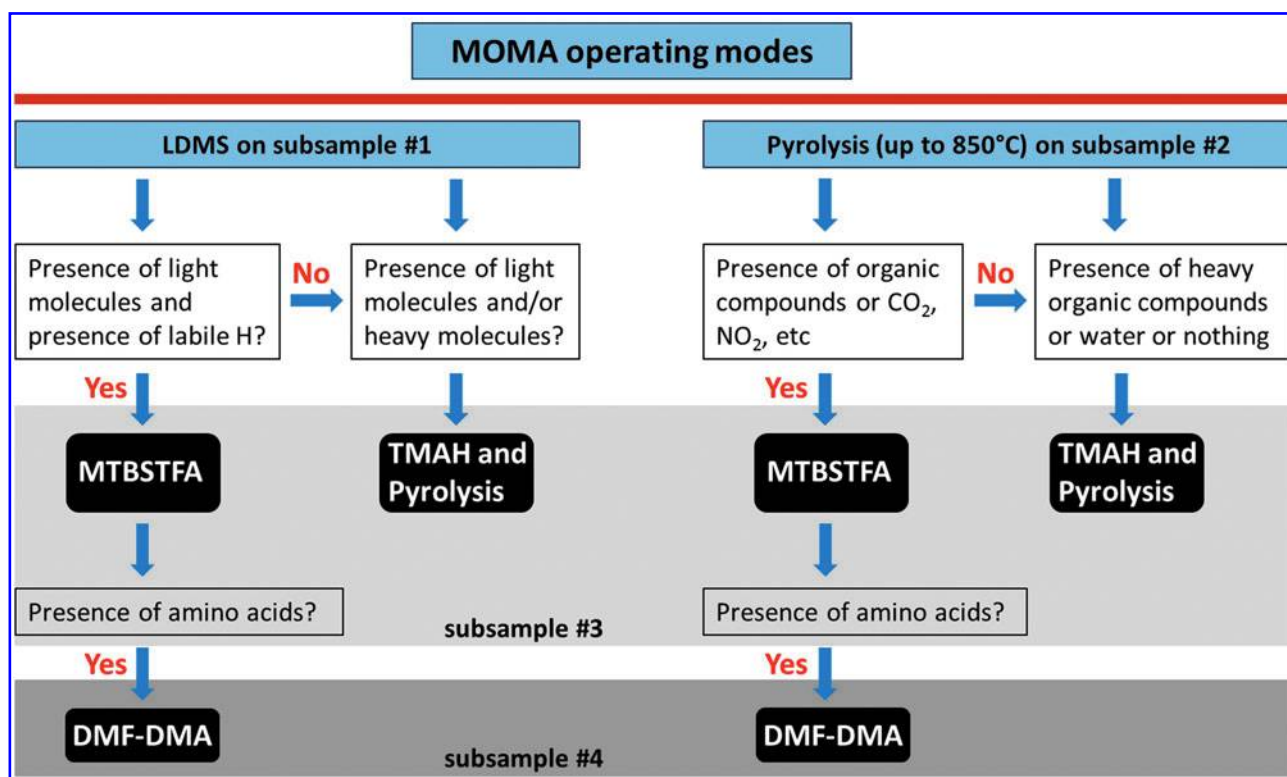 MOMA operating modes
LDMS on subsample #1
Pyrolysis (up to 850°C) on subsample #2
Presence of light
molecules and
presence of labile H?
No
Presence of light
molecules and/or
heavy molecules?
Presence of organic
compounds or CO₂,
NO₂, etc
No
Presence of heavy
organic compounds
or water or nothing
Yes
Yes
MTBSTFA
TMAH and
Pyrolysis
MTBSTFA
TMAH and
Pyrolysis
Presence of amino acids?
subsample #3
Presence of amino acids?
Yes
Yes
DMF-DMA
subsample #4
DMF-DMA